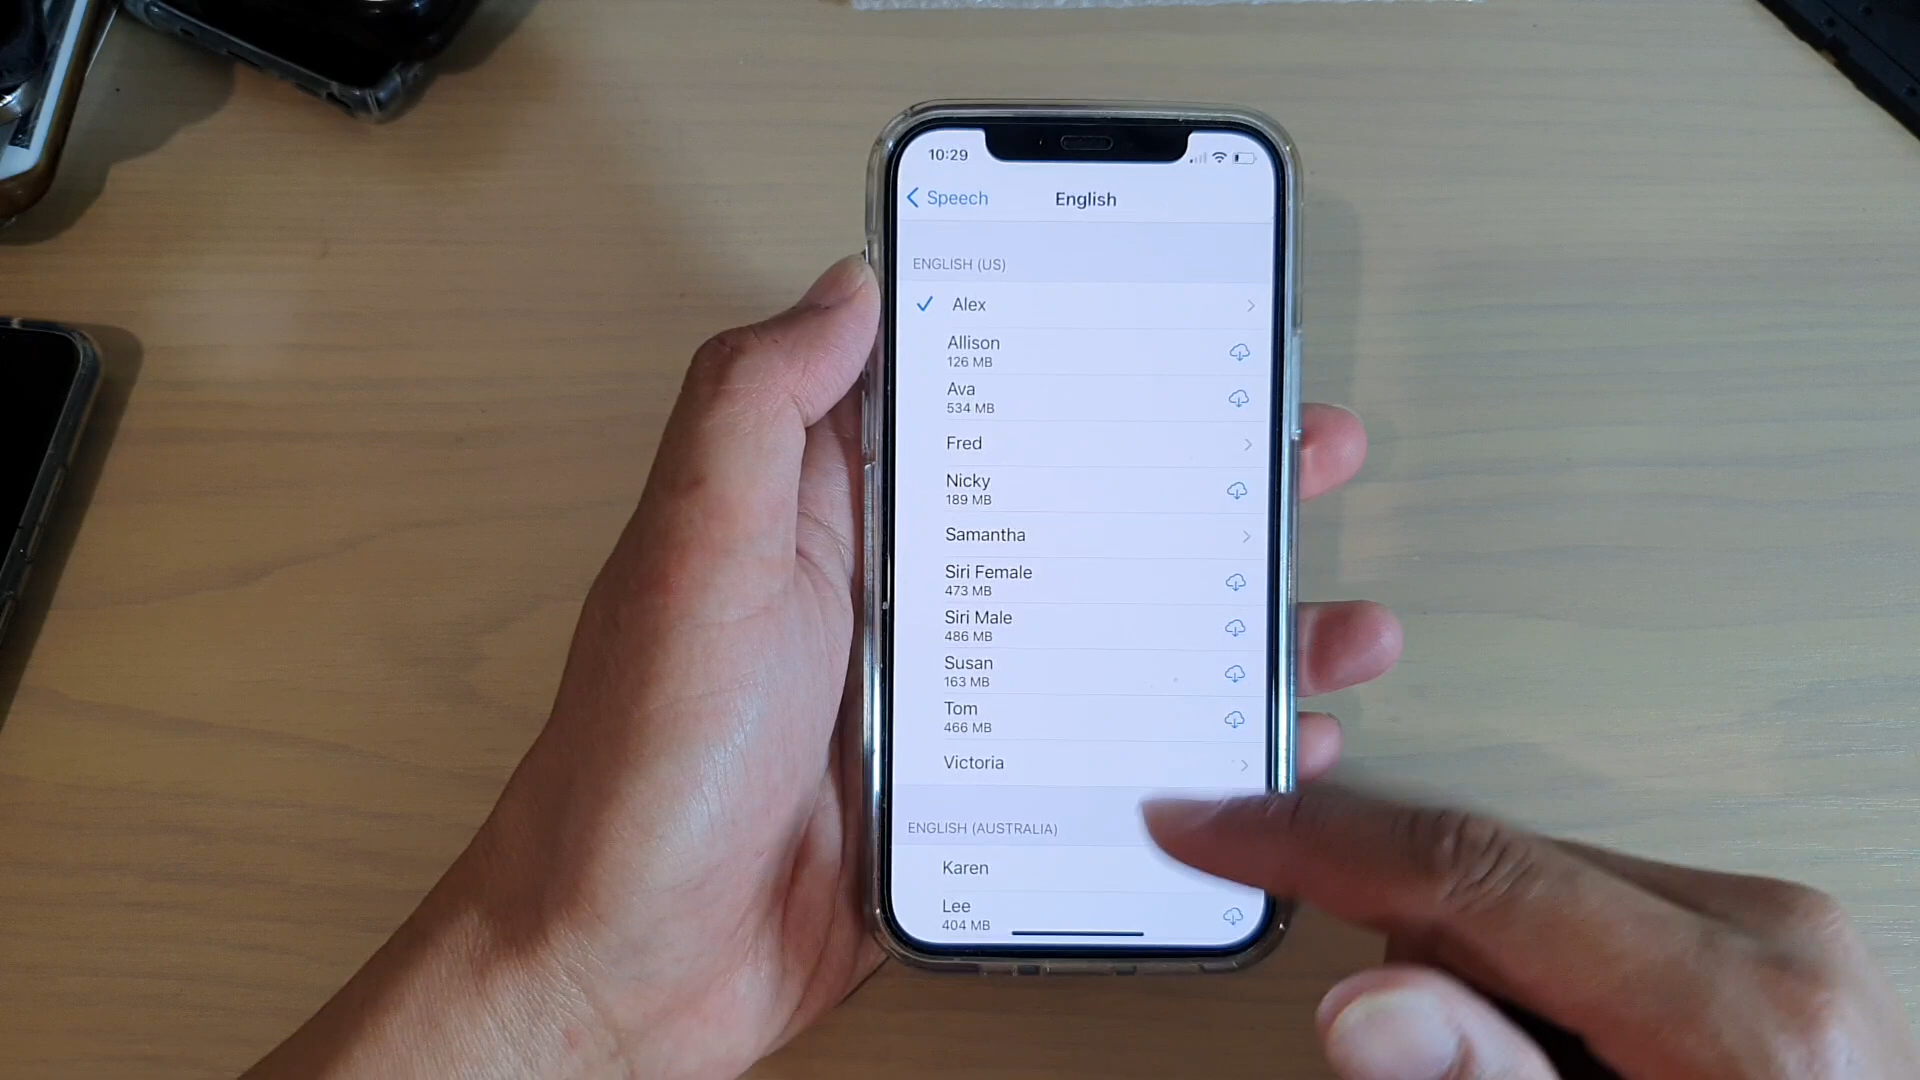 10:29
Speech
English
ENGLISH (US)
Alex
Allison
126 MB
Ava
534 MB
Fred
Nicky
189 MB
Samantha
Siri Female
473 MB
Siri Male
486 MB
Susan
163 MB
Tom
466 MB
Victoria
ENGLISH (AUSTRALIA)
Karen
Lee
404 MB